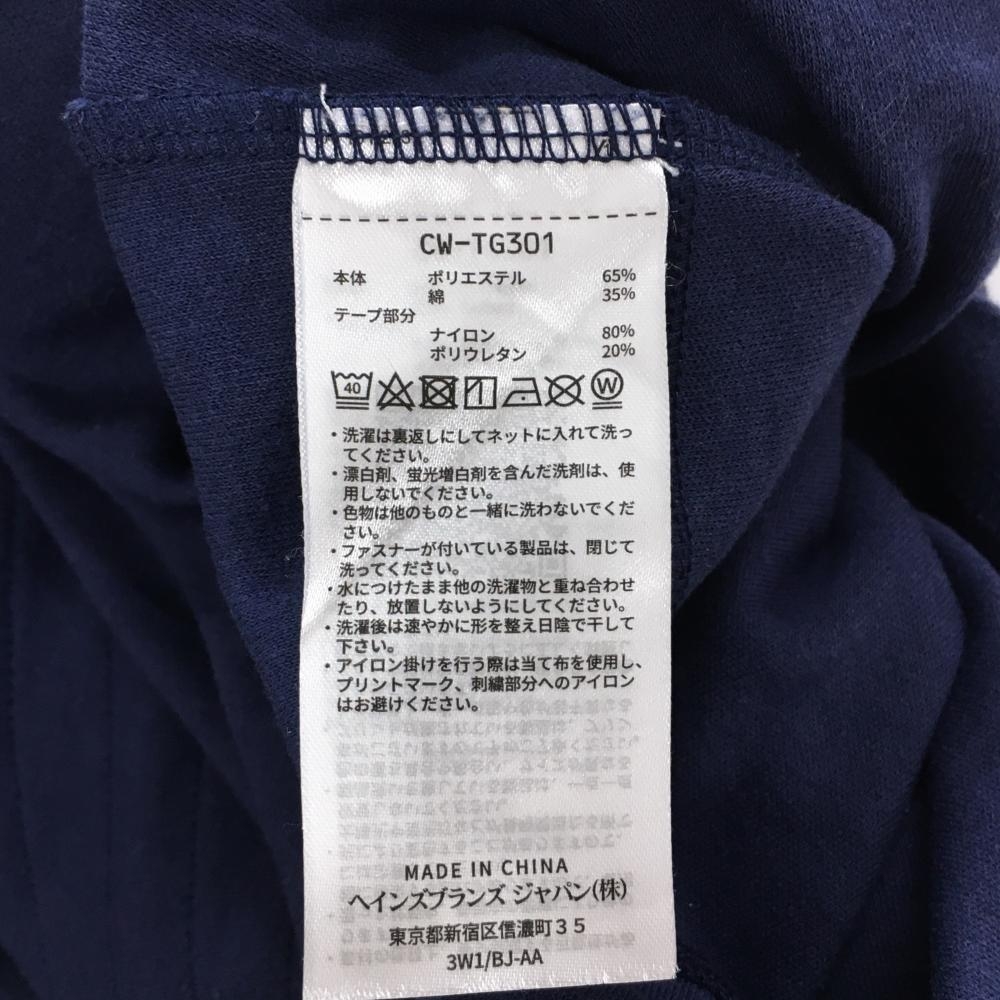 CW-TG301
本体 ポリエステル 65%
綿 35%
テープ部分
ナイロン 80%
ポリウレタン 20%
40 W
・洗濯は裏返しにしてネットに入れて洗っ
てください。
・漂白剤、蛍光増白剤を含んだ洗剤は、使
用しないでください。
・色物は他のものと一緒に洗わないでくだ
さい。
・ファスナーが付いている製品は、閉じて
洗ってください。
・水につけたまま他の洗濯物と重ね合わせ
たり、放置しないようにしてください。
・洗濯後は速やかに形を整え日陰で干して
下さい。
・アイロン掛けを行う際は当て布を使用し、
プリントマーク、刺繍部分へのアイロン
はお避けください。
MADE IN CHINA
ヘインズブランズ ジャパン(株)
東京都新宿区信濃町35
3W1/BJ-AA